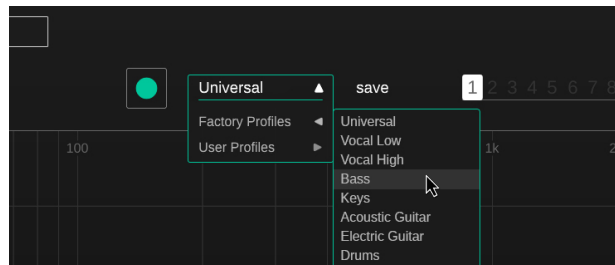 Universal save 1 2 3 4 5 6 7 8
Factory Profiles
User Profiles
Universal
Vocal Low
Vocal High
Bass
Keys
Acoustic Guitar
Electric Guitar
Drums
100 1k